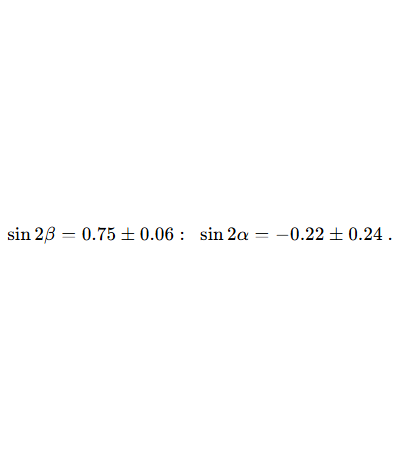 sin 2β = 0.75 ± 0.06 : sin 2α = −0.22 ± 0.24 .